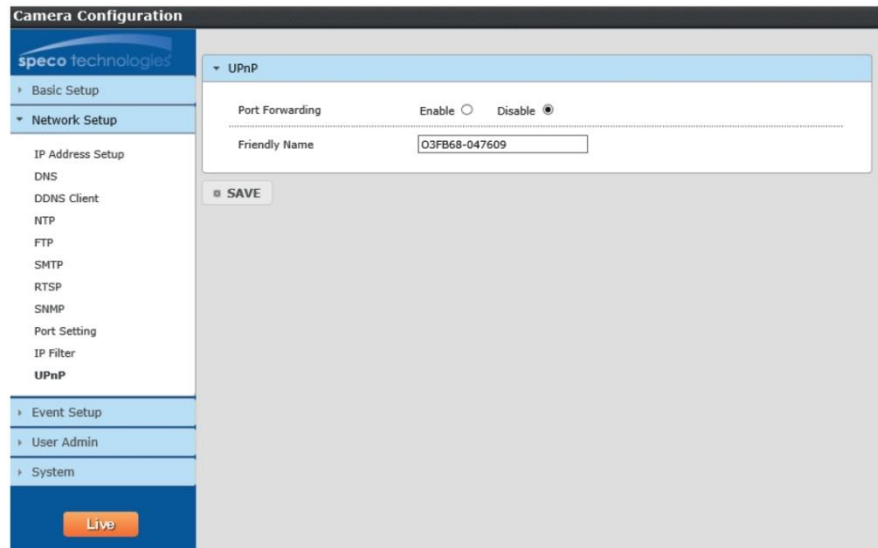 Camera Configuration
speco technologies
Basic Setup
Network Setup
IP Address Setup
DNS
DDNS Client
NTP
FTP
SMTP
RTSP
SNMP
Port Setting
IP Filter
UPnP
Event Setup
User Admin
System
Live
UPnP
Port Forwarding Enable Disable
Friendly Name O3FB68-047609
SAVE